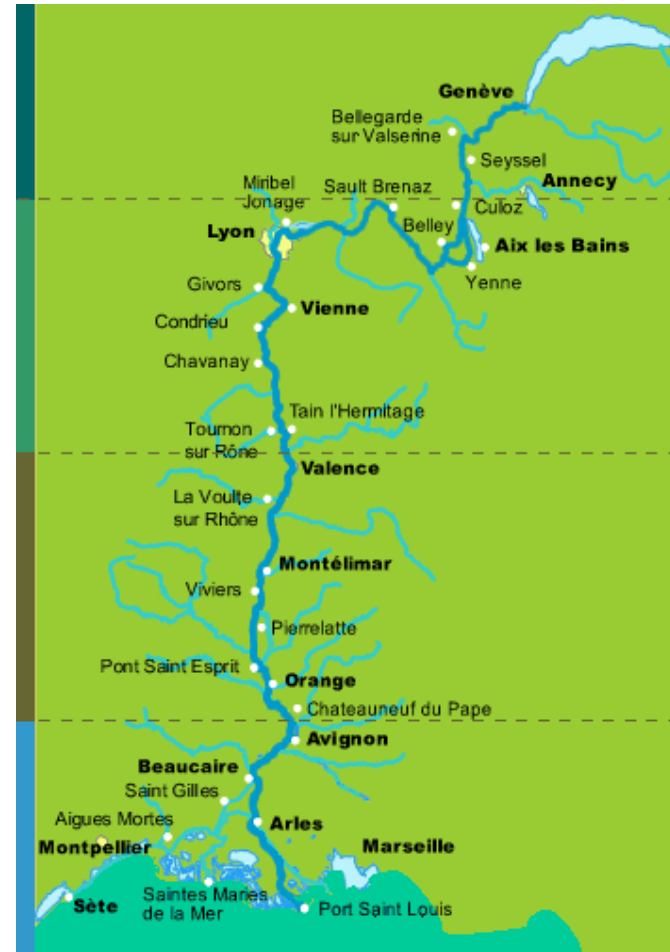 Genève
Bellegarde
sur Valserine
Seyssel
Annecy
Miribel
Jonage
Sault Brenaz
Culoz
Lyon
Belley
Aix les Bains
Yenne
Givors
Vienne
Condrieu
Chavanay
Tain l'Hermitage
Tournon
sur Rône
Valence
La Voulte
sur Rhône
Montélimar
Viviers
Pierrelatte
Pont Saint Esprit
Orange
Chateauneuf du Pape
Avignon
Beaucaire
Saint Gilles
Aigues Mortes
Arles
Montpellier
Marseille
Saintes Maries
de la Mer
Sète
Port Saint Louis